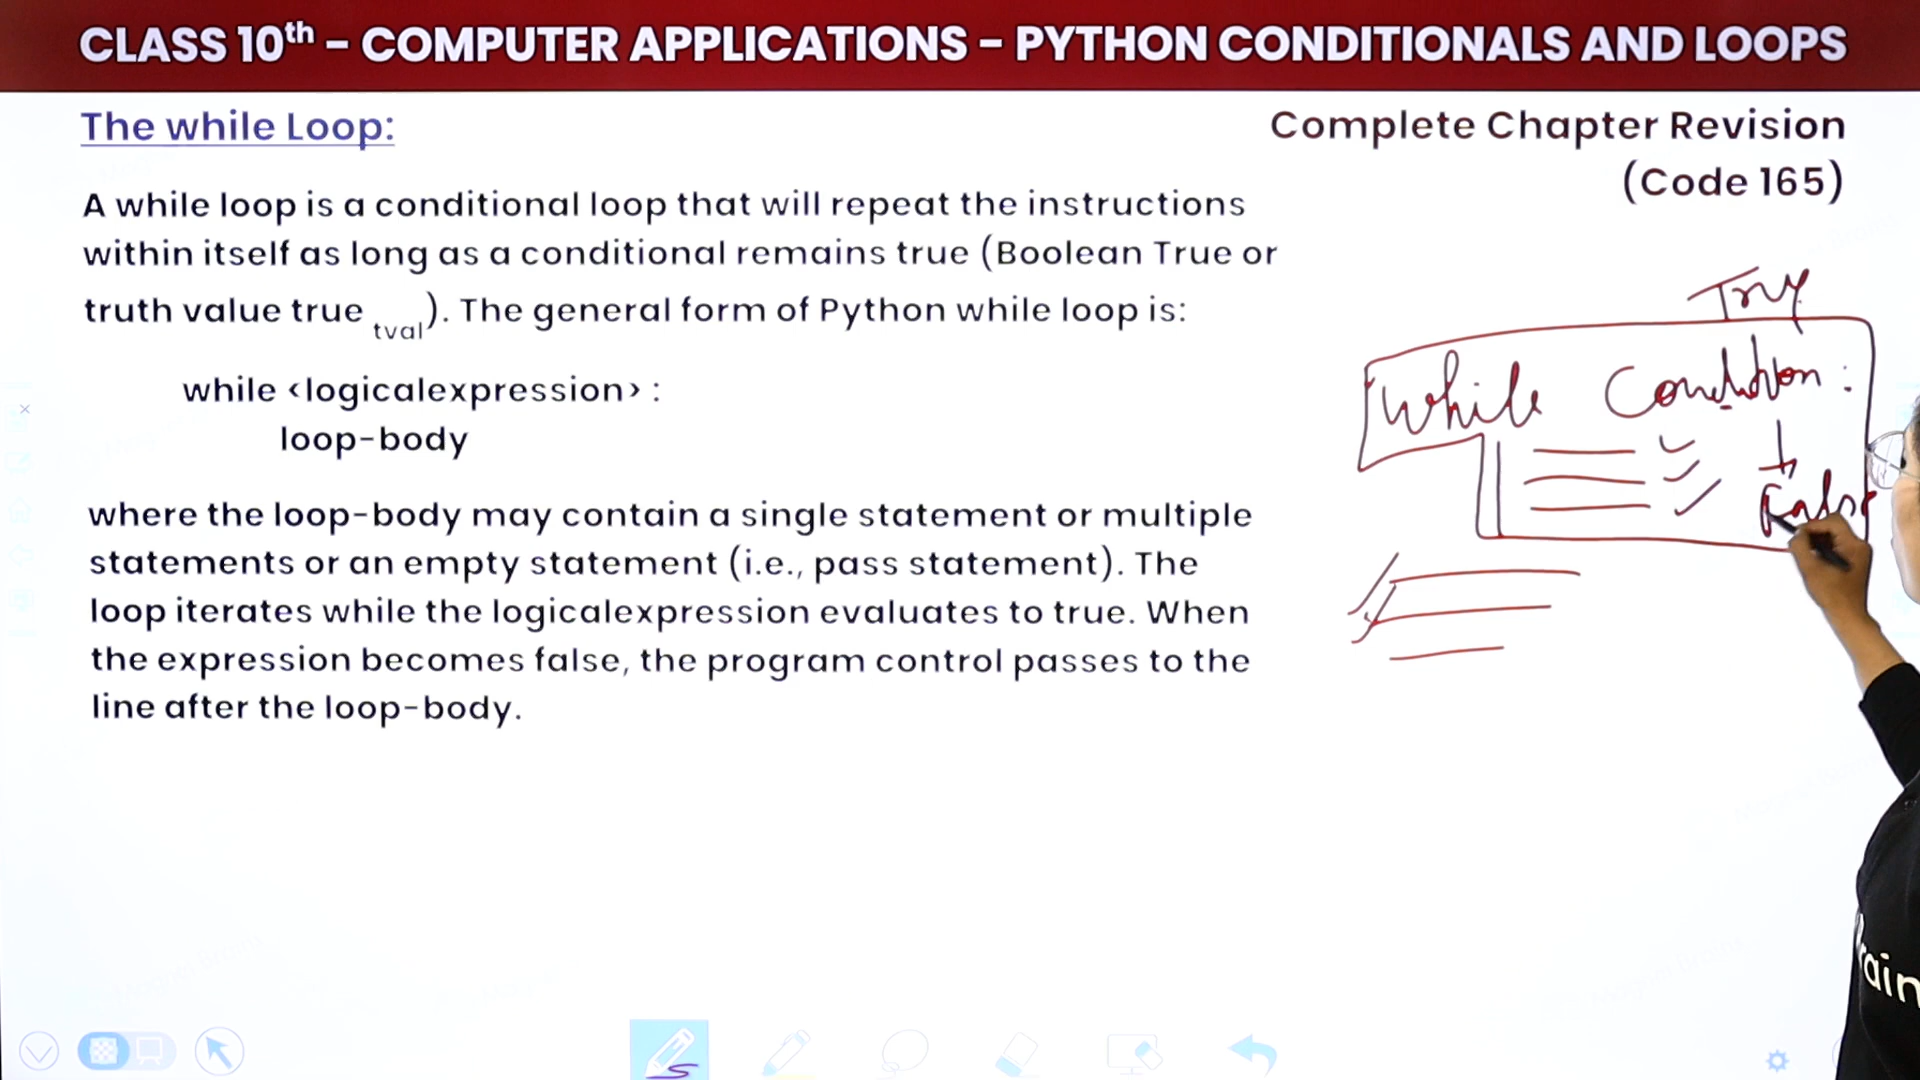 CLASS 10th – COMPUTER APPLICATIONS – PYTHON CONDITIONALS AND LOOPS
The while Loop:
Complete Chapter Revision
(Code 165)
A while loop is a conditional loop that will repeat the instructions
within itself as long as a conditional remains true (Boolean True or
truth value true tval). The general form of Python while loop is:
while <logicalexpression> :
loop-body
where the loop-body may contain a single statement or multiple
statements or an empty statement (i.e., pass statement). The
loop iterates while the logicalexpression evaluates to true. When
the expression becomes false, the program control passes to the
line after the loop-body.
While Condition :
False
rain